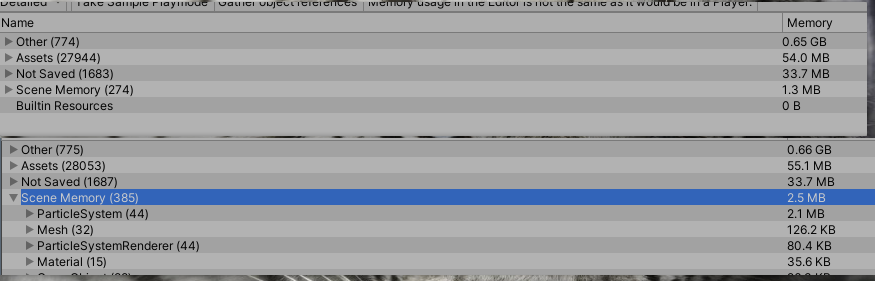 Detailed Take Sample Playmode Gather object references Memory usage in the Editor is not the same as it would be in a Player.
Name Memory
Other (774) 0.65 GB
Assets (27944) 54.0 MB
Not Saved (1683) 33.7 MB
Scene Memory (274) 1.3 MB
Builtin Resources 0 B
Other (775) 0.66 GB
Assets (28053) 55.1 MB
Not Saved (1687) 33.7 MB
Scene Memory (385) 2.5 MB
ParticleSystem (44) 2.1 MB
Mesh (32) 126.2 KB
ParticleSystemRenderer (44) 80.4 KB
Material (15) 35.6 KB